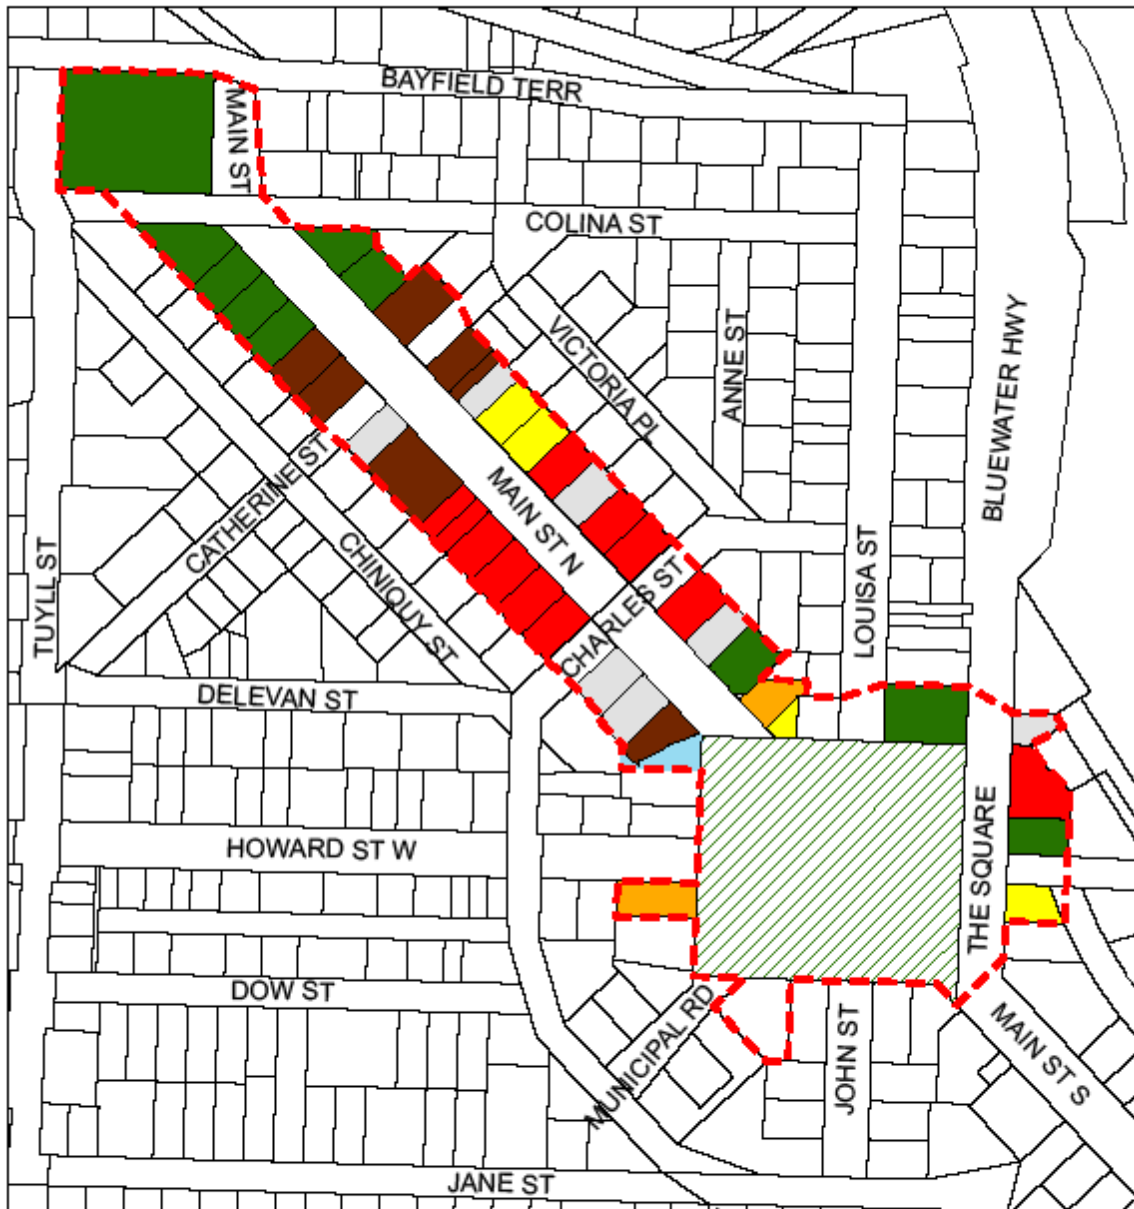 BAYFIELD TERR
MAIN ST
COLINA ST
VICTORIA PL
ANNE ST
BLUEWATER HWY
CATHERINE ST
MAIN ST N
CHINIQUY ST
TUYLL ST
CHARLES ST
LOUISA ST
DELEVAN ST
HOWARD ST W
THE SQUARE
DOW ST
MUNICIPAL RD
JOHN ST
MAIN ST S
JANE ST